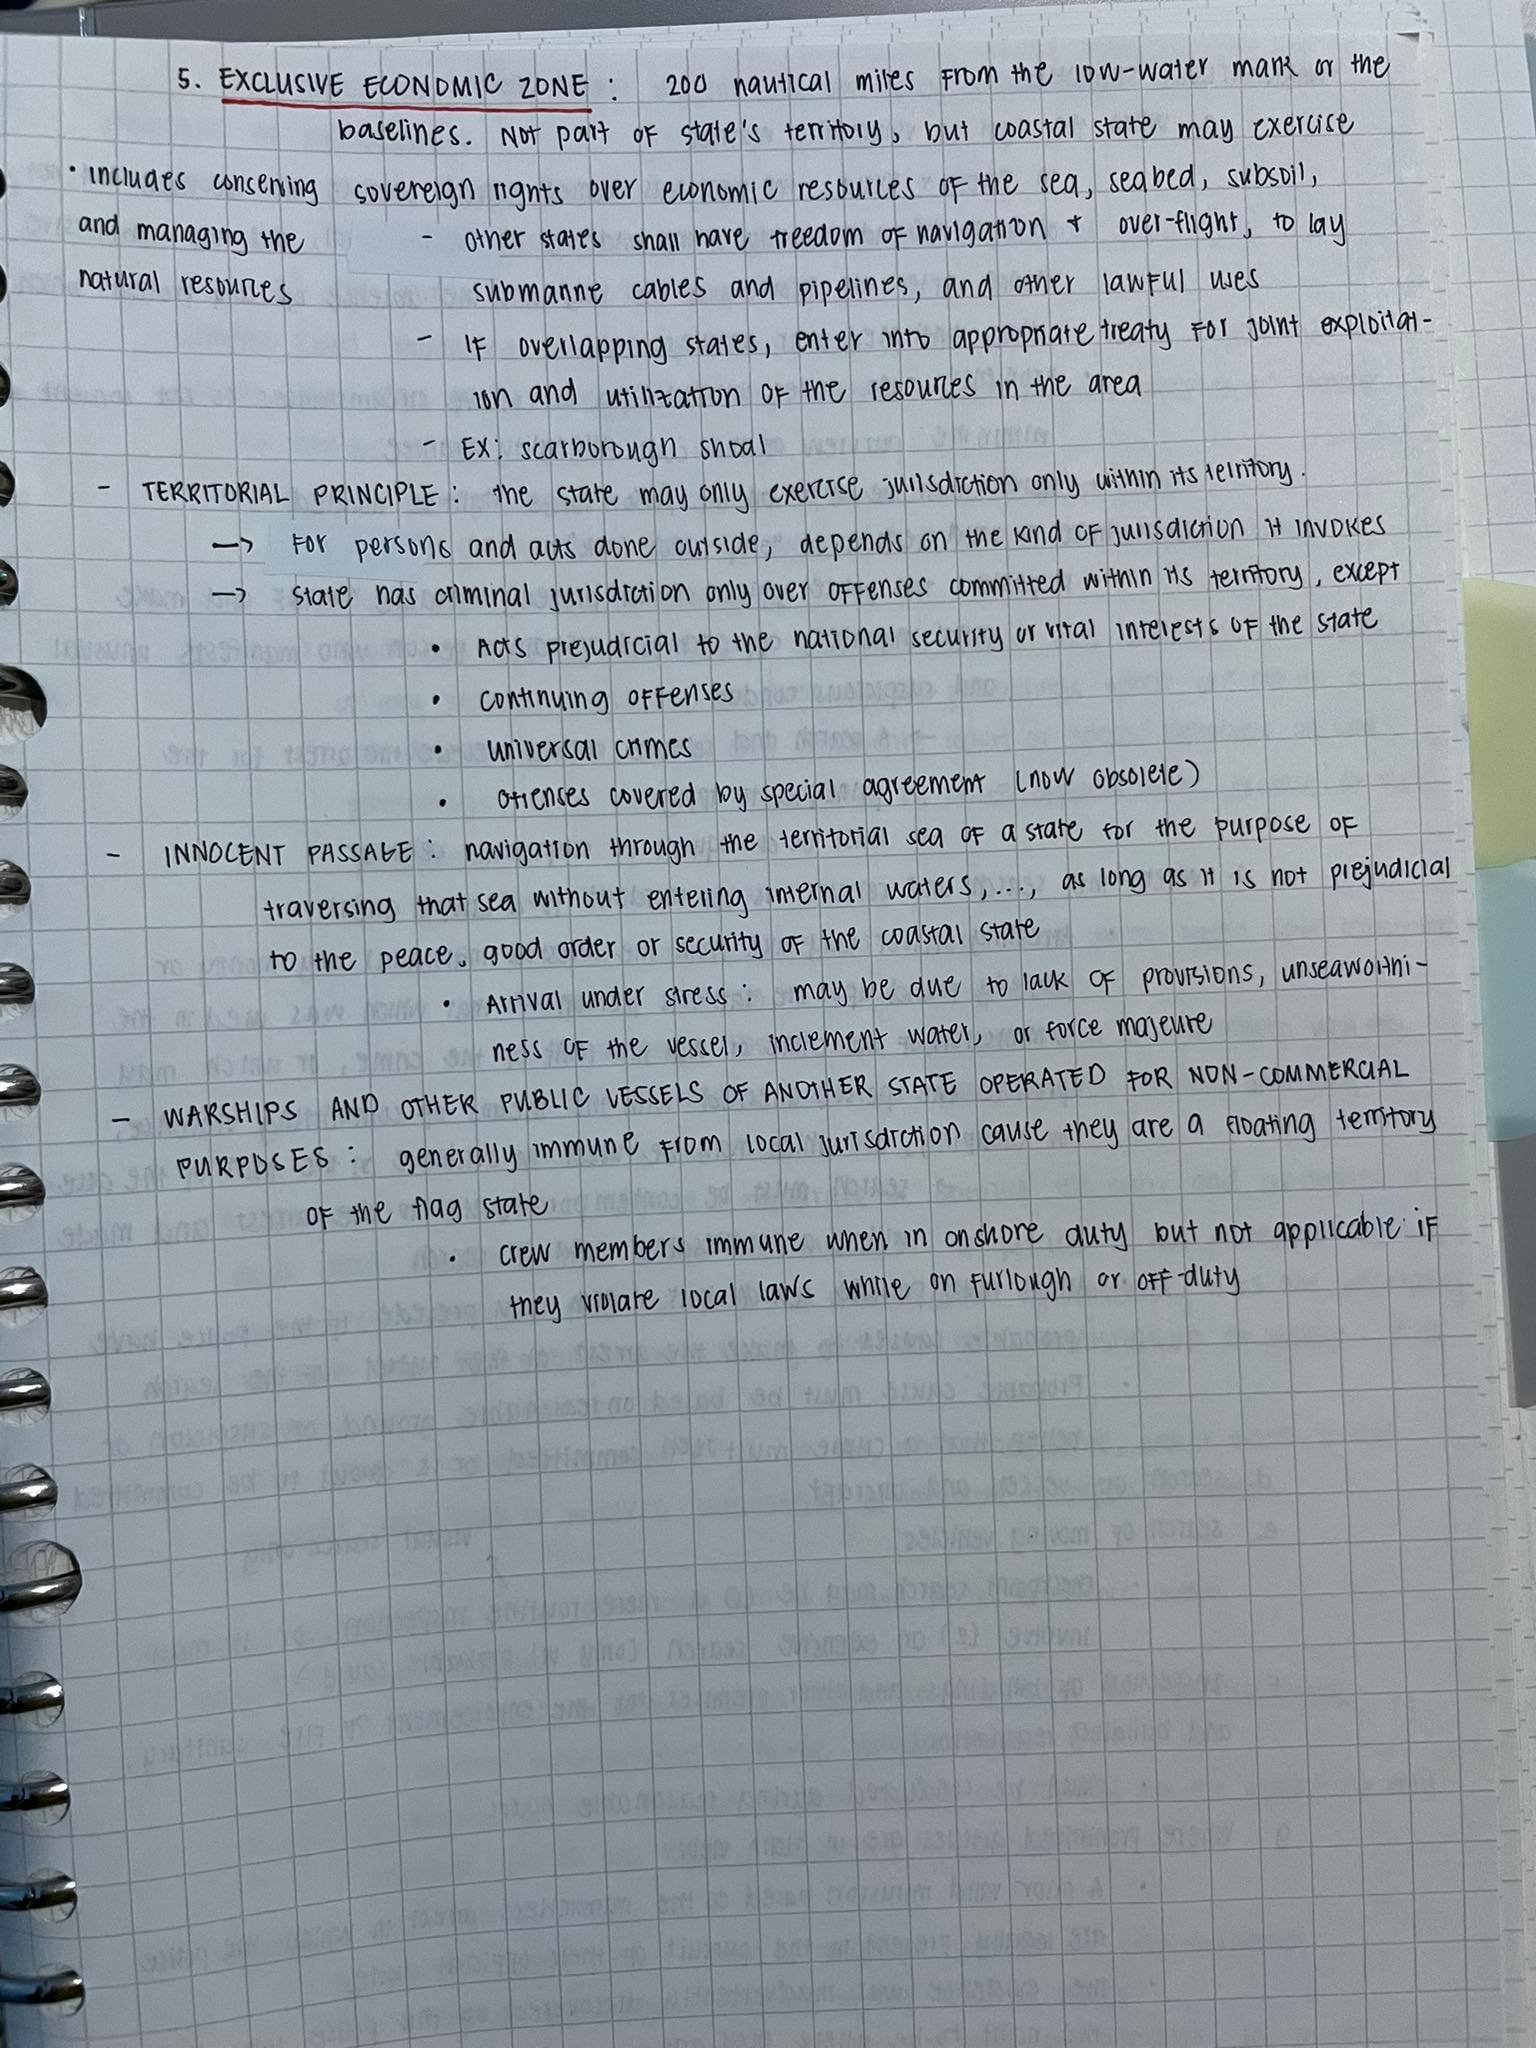 5. EXCLUSIVE ECONOMIC ZONE : 200 nautical miles from the low-water mark or the
baselines. Not part of state's territory, but coastal state may exercise
sovereign rights over economic resources of the sea, seabed, subsoil,
• includes conserving
and managing the
natural resources
- other states shall have freedom of navigation + over-flight, to lay
submarine cables and pipelines, and other lawful uses
- If overlapping states, enter into appropriate treaty for joint exploitat-
ion and utilization of the resources in the area
- Ex: scarborough shoal
- TERRITORIAL PRINCIPLE : the state may only exercise jurisdiction only within its territory.
→ For persons and acts done outside, depends on the kind of jurisdiction it invokes
→ state has criminal jurisdiction only over offenses committed within its territory, except
• Acts prejudicial to the national security or vital interests of the state
• continuing offenses
• universal crimes
• offenses covered by special agreement (now obsolete)
- INNOCENT PASSAGE : navigation through the territorial sea of a state for the purpose of
traversing that sea without entering internal waters, ..., as long as it is not prejudicial
to the peace, good order or security of the coastal state
• Arrival under stress : may be due to lack of provisions, unseaworthi-
ness of the vessel, inclement water, or force majeure
- WARSHIPS AND OTHER PUBLIC VESSELS OF ANOTHER STATE OPERATED FOR NON-COMMERCIAL
PURPOSES : generally immune from local jurisdiction cause they are a floating territory
of the flag state
• crew members immune when in onshore duty but not applicable if
they violate local laws while on furlough or off-duty